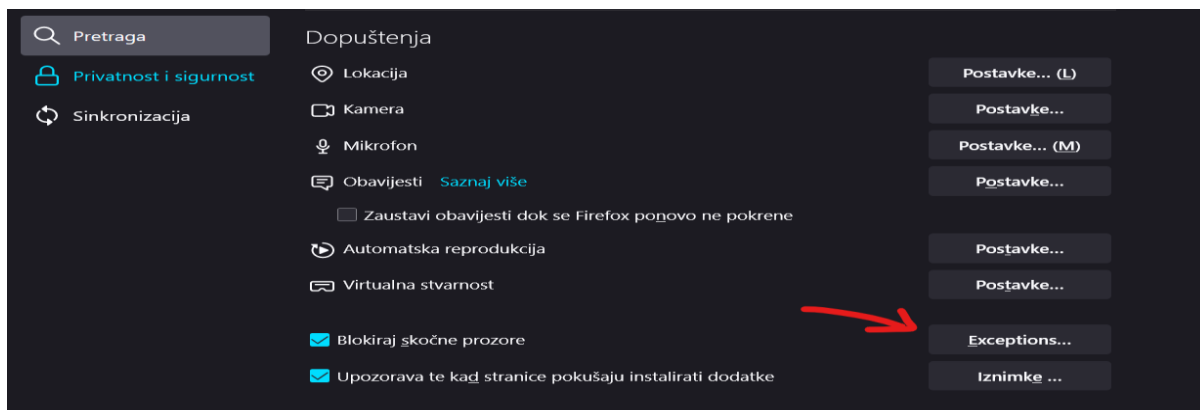 Pretraga
Privatnost i sigurnost
Sinkronizacija
Dopuštenja
Lokacija Postavke... (L)
Kamera Postavke...
Mikrofon Postavke... (M)
Obavijesti Saznaj više Postavke...
Zaustavi obavijesti dok se Firefox ponovo ne pokrene
Automatska reprodukcija Postavke...
Virtualna stvarnost Postavke...
Blokiraj skočne prozore Exceptions...
Upozorava te kad stranice pokušaju instalirati dodatke Iznimke ...